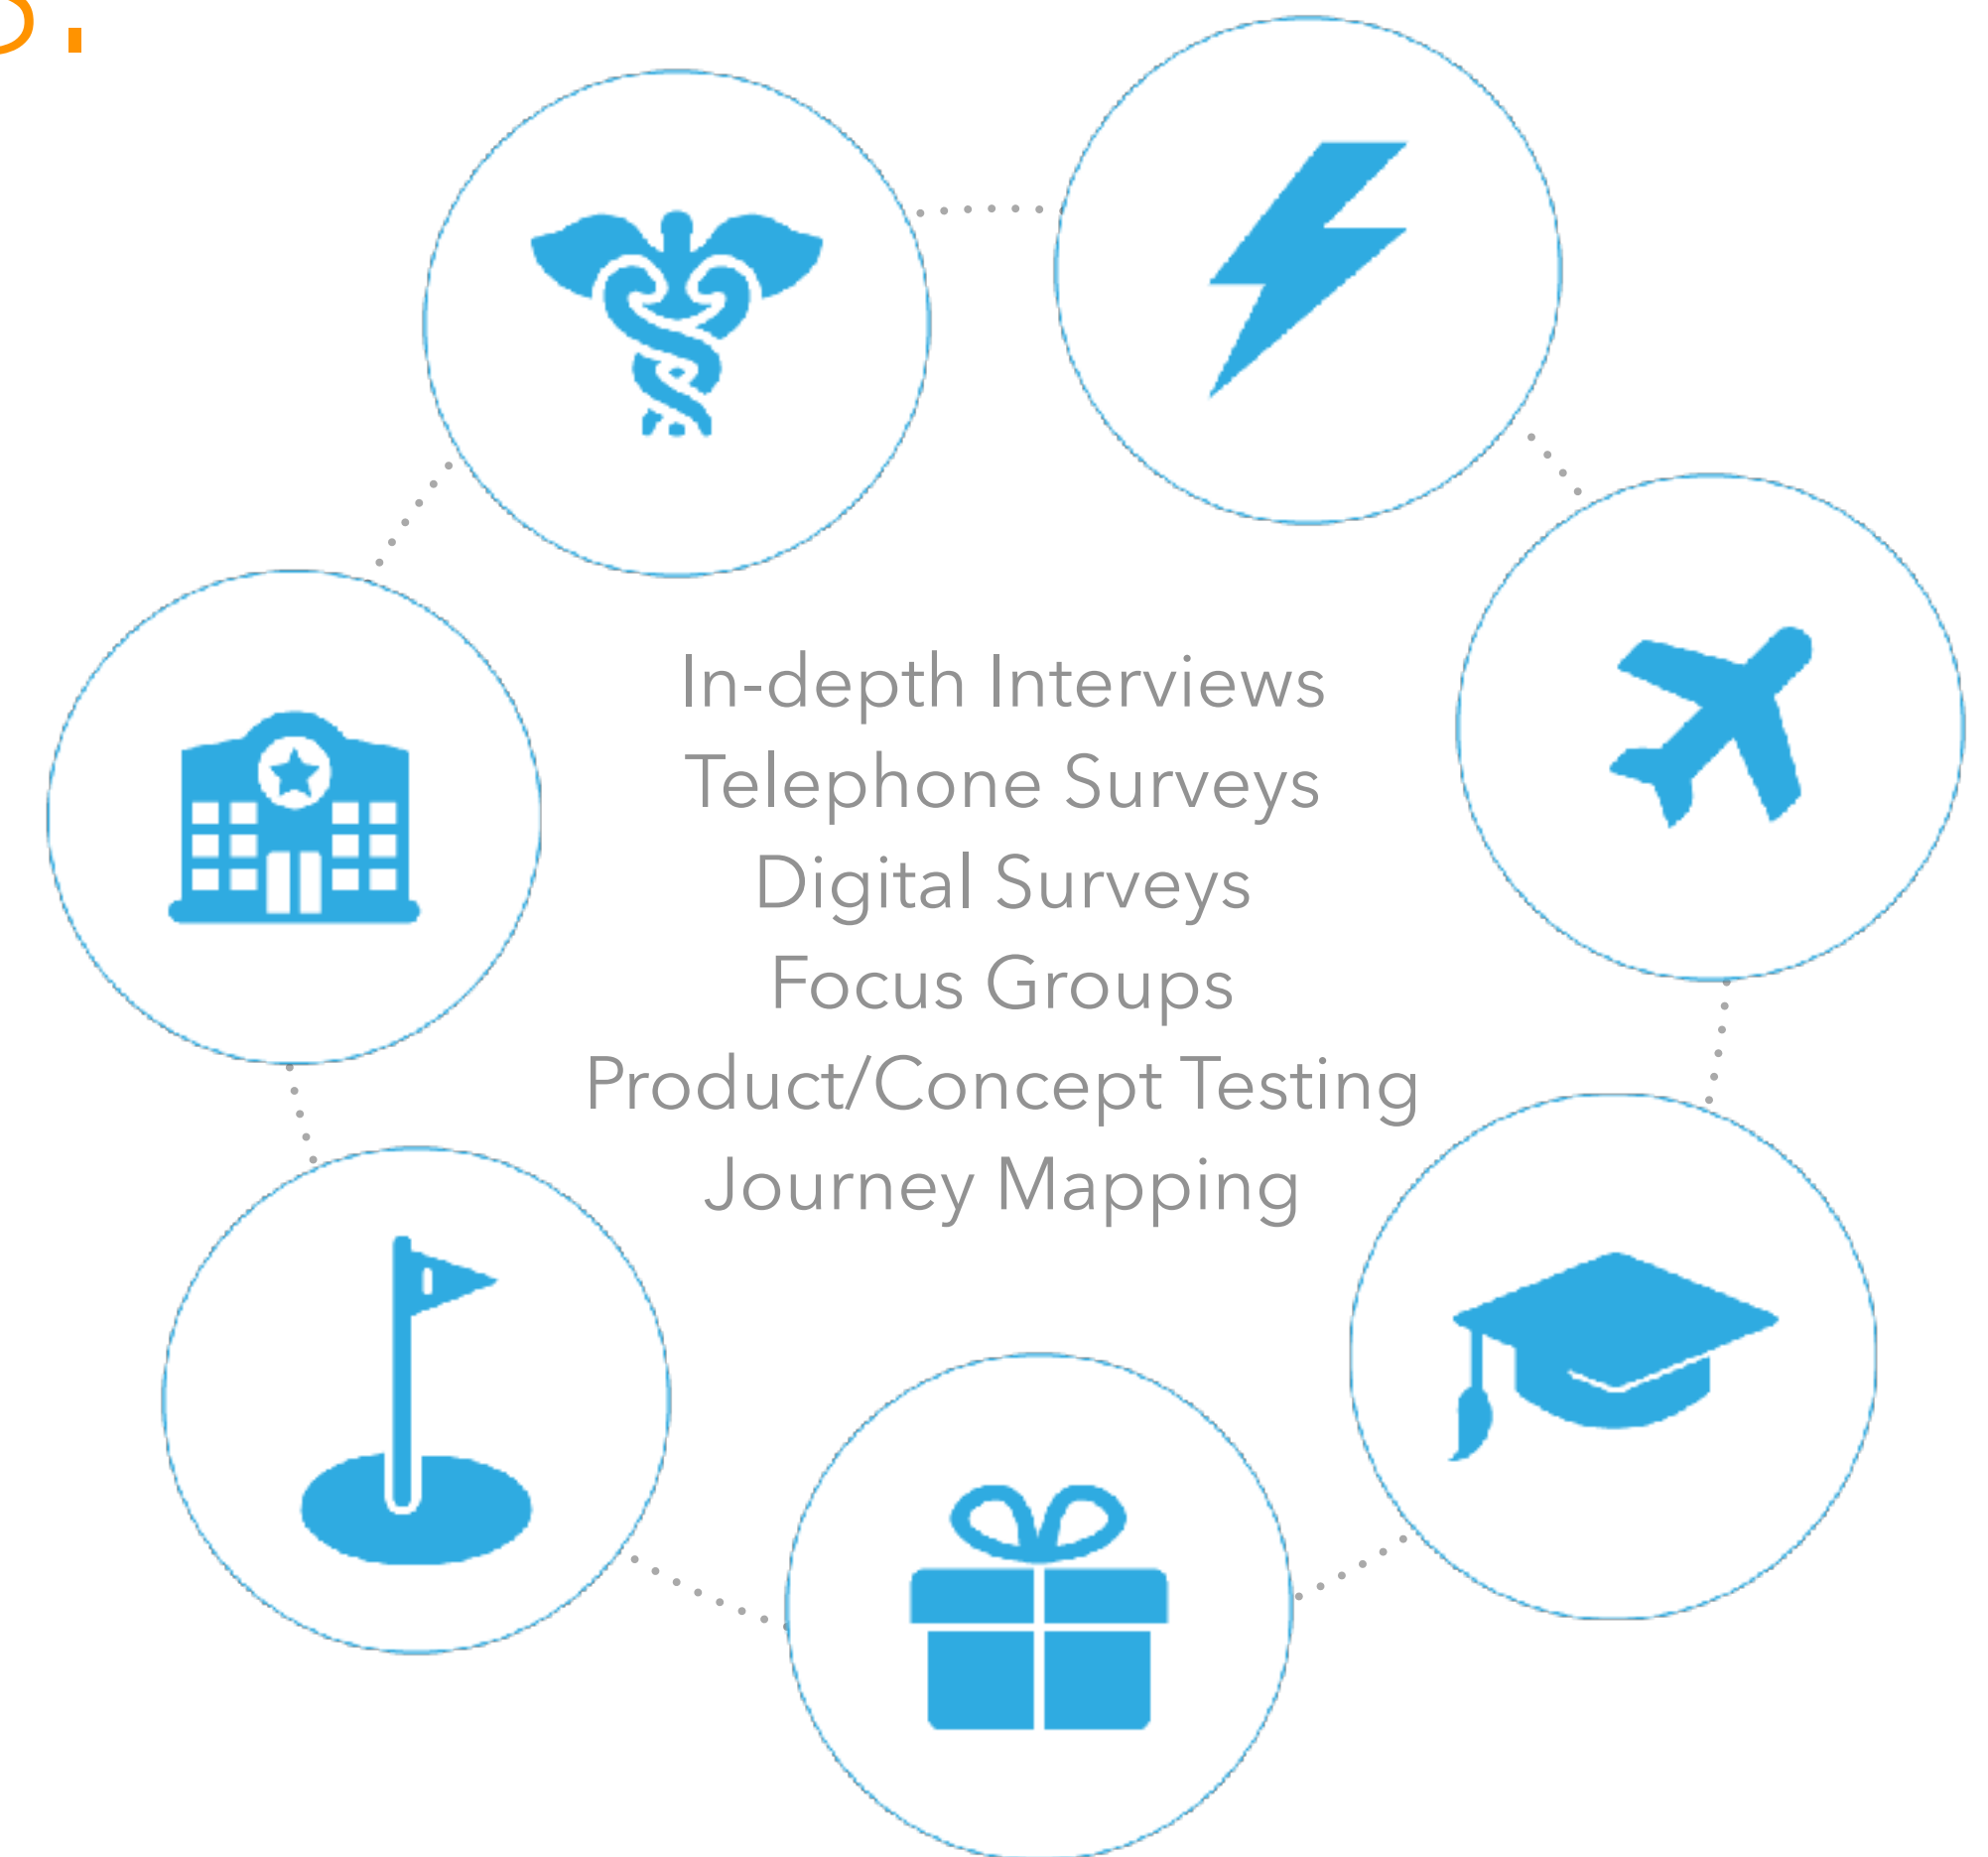 In-depth Interviews
Telephone Surveys
Digital Surveys
Focus Groups
Product/Concept Testing
Journey Mapping